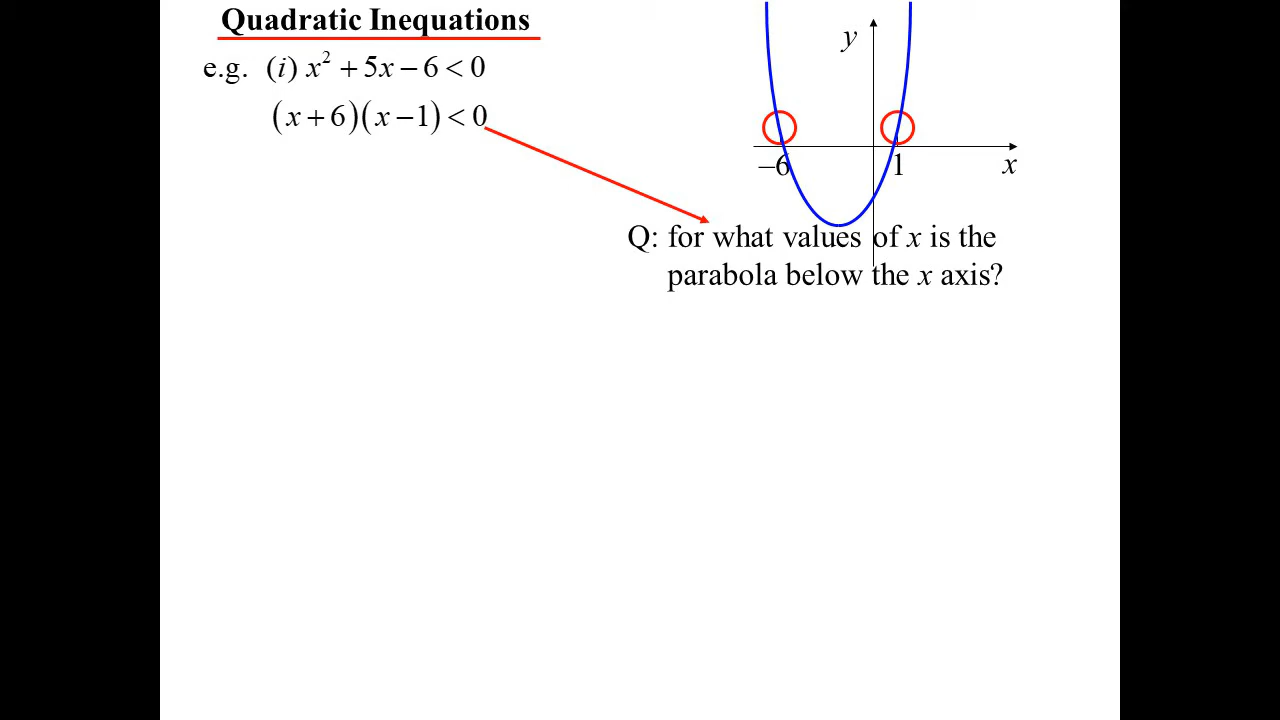 Quadratic Inequations
e.g. (i) x² + 5x − 6 < 0
(x + 6)(x − 1) < 0
y
–6
1
x
Q: for what values of x is the
parabola below the x axis?